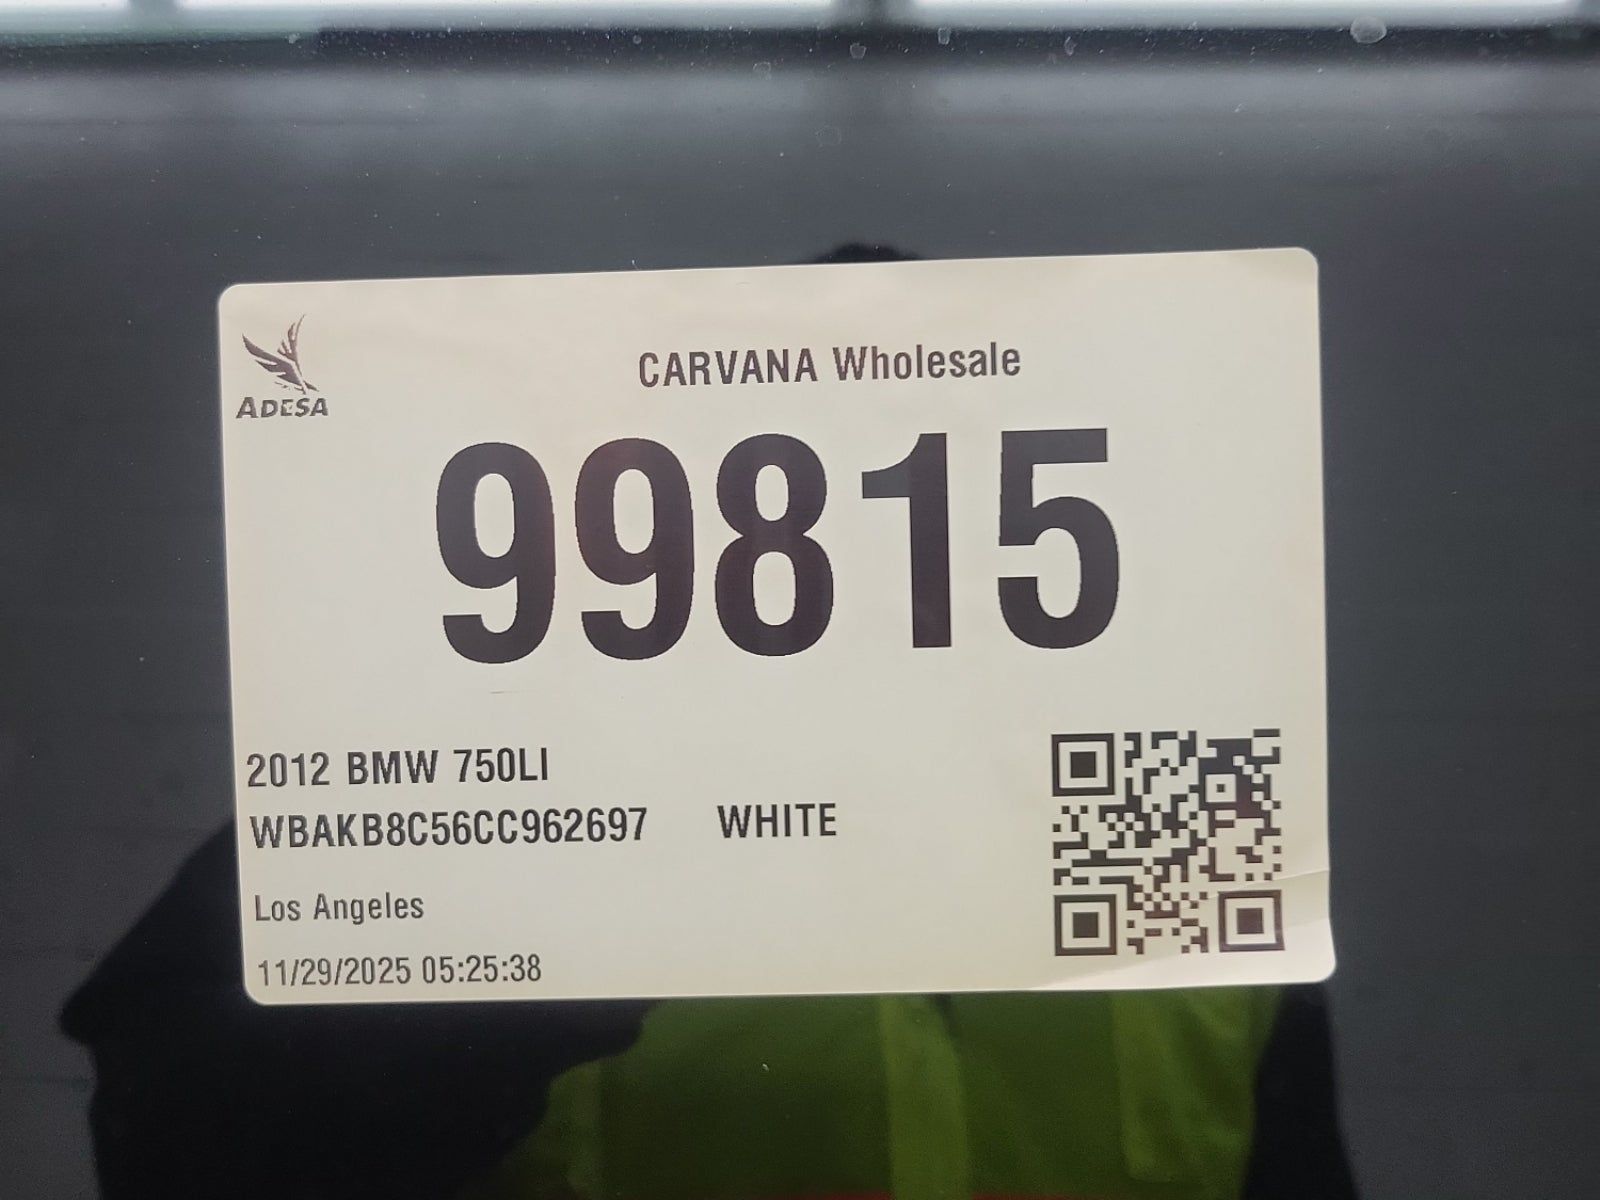 ADESA
CARVANA Wholesale
99815
2012 BMW 750LI
WBAKB8C56CC962697 WHITE
Los Angeles
11/29/2025 05:25:38